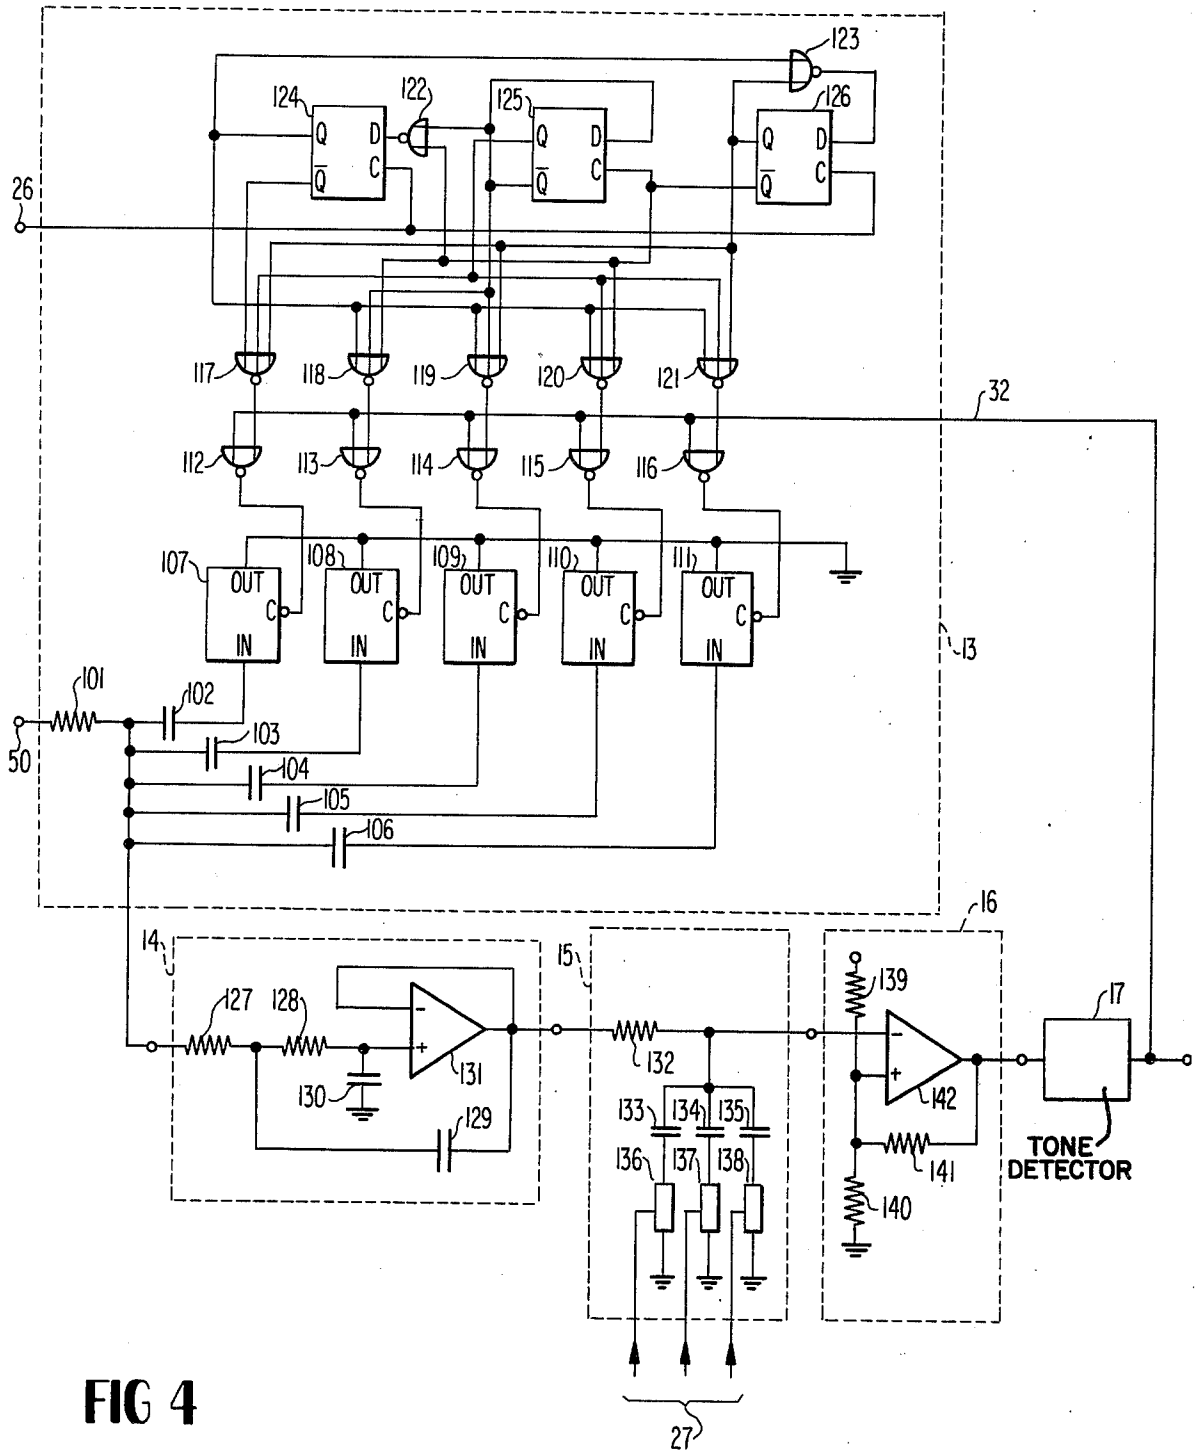 123
124
122
125
126
Q D
C
Q̅
Q D
C
Q̅
Q D
C
Q̅
26
117
118
119
120
121
32
112
113
114
115
116
107
108
109
110
111
OUT
C
IN
OUT
C
IN
OUT
C
IN
OUT
C
IN
OUT
C
IN
13
101
102
50
103
104
105
106
14
15
16
127
128
139
17
-
+
131
130
129
132
133
134
135
136
137
138
-
+
142
141
140
TONE
DETECTOR
FIG 4
27